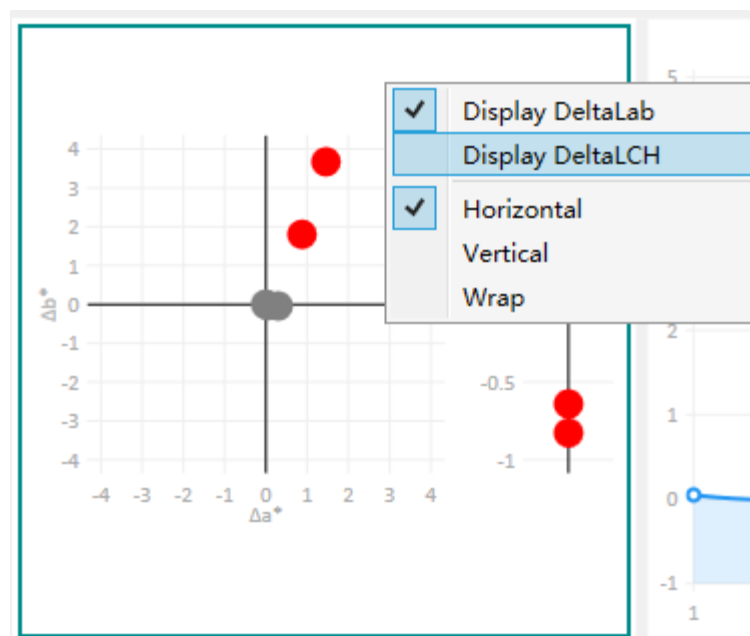 5
Display DeltaLab
Display DeltaLCH
Horizontal
Vertical
Wrap
4
3
2
1
0
-1
-2
-3
-4
Δb*
-4 -3 -2 -1 0 1 2 3 4
Δa*
-0.5
-1
2
1
0
-1
1